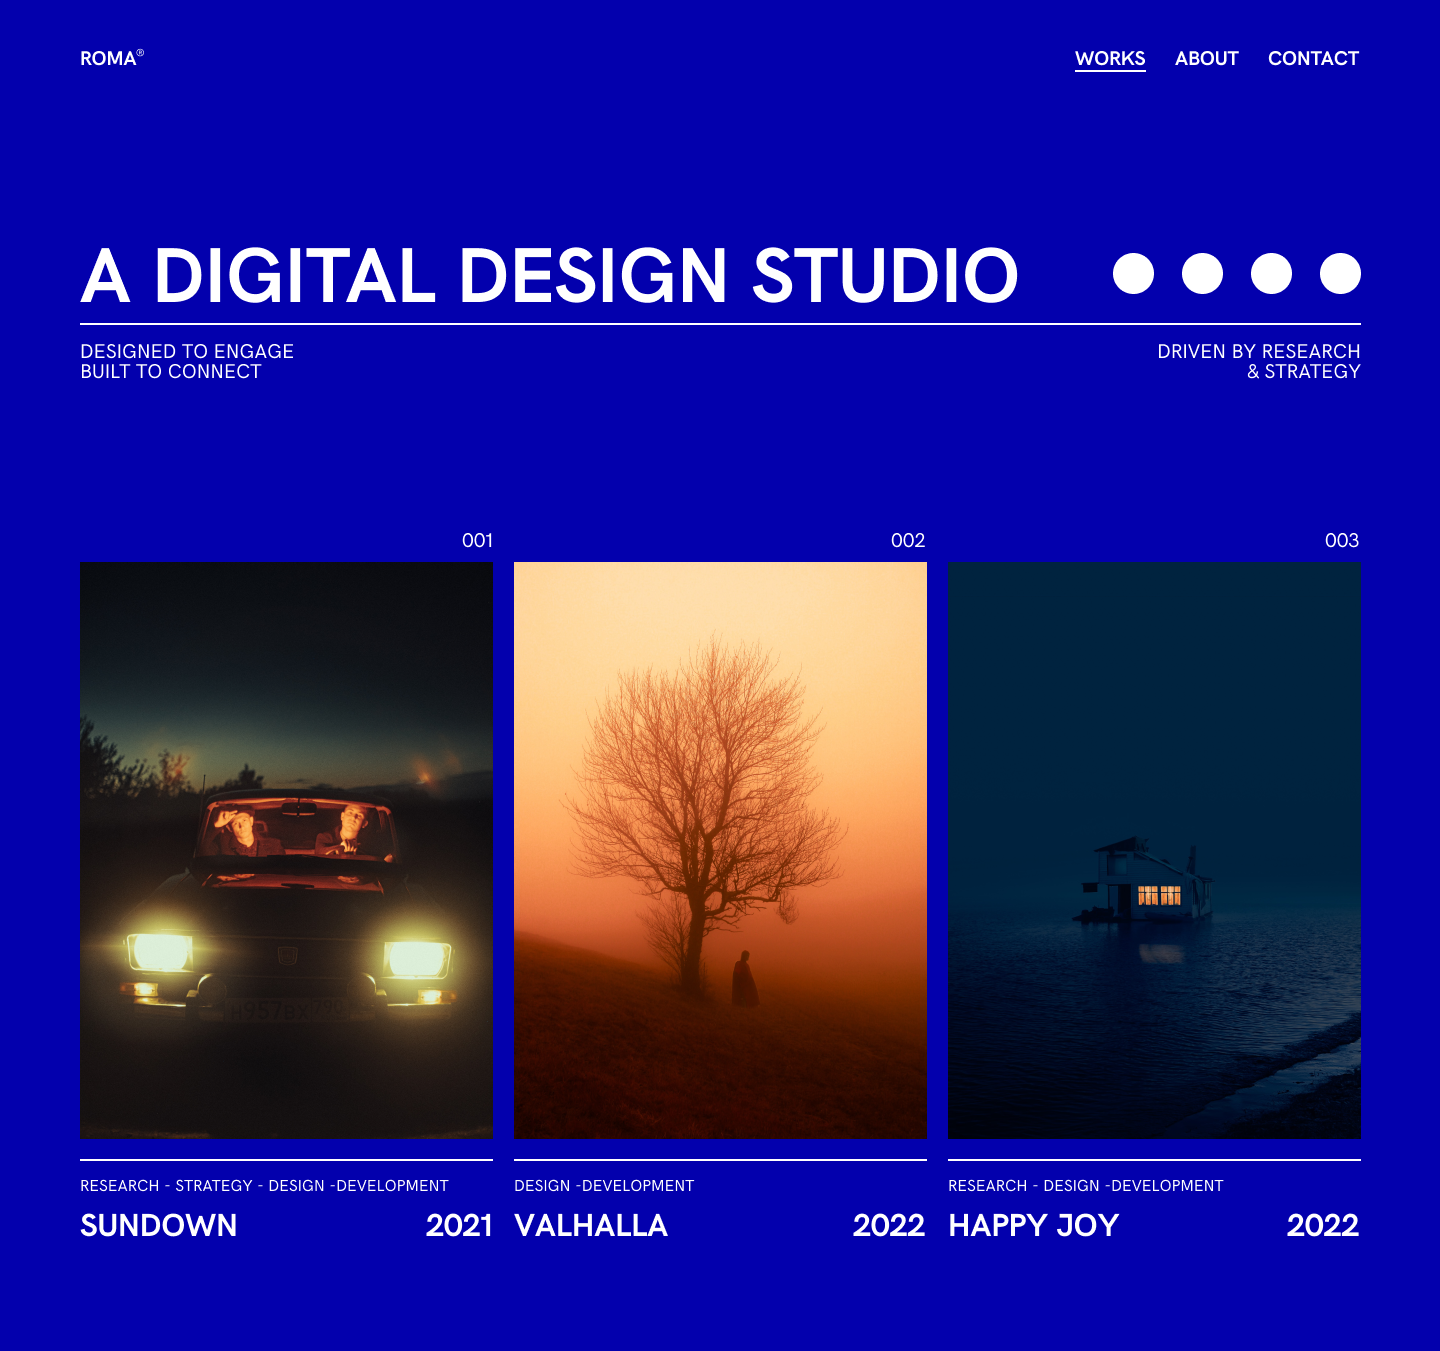 ROMA®
WORKS ABOUT CONTACT
A DIGITAL DESIGN STUDIO
DESIGNED TO ENGAGE
BUILT TO CONNECT
DRIVEN BY RESEARCH
& STRATEGY
001
002
003
RESEARCH - STRATEGY - DESIGN -DEVELOPMENT
SUNDOWN 2021
DESIGN -DEVELOPMENT
VALHALLA 2022
RESEARCH - DESIGN -DEVELOPMENT
HAPPY JOY 2022